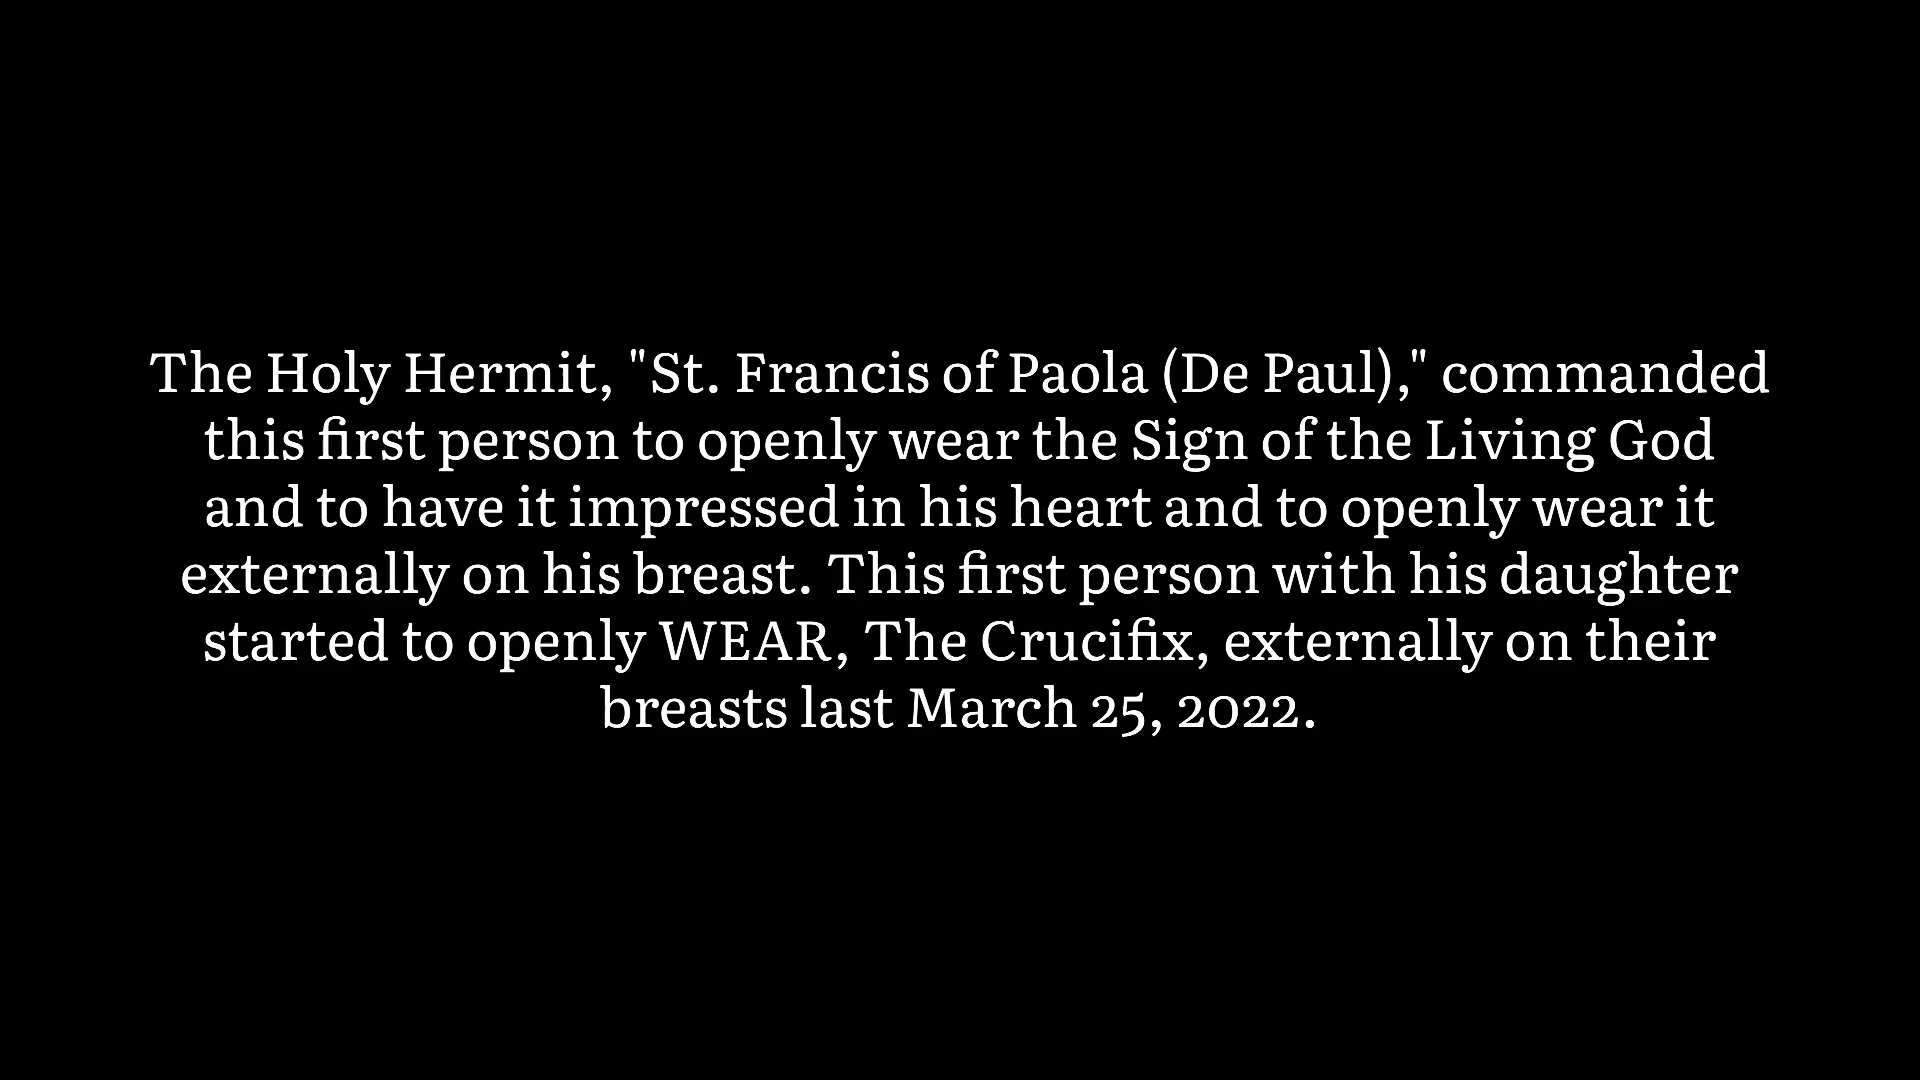 The Holy Hermit, "St. Francis of Paola (De Paul)," commanded
this first person to openly wear the Sign of the Living God
and to have it impressed in his heart and to openly wear it
externally on his breast. This first person with his daughter
started to openly WEAR, The Crucifix, externally on their
breasts last March 25, 2022.